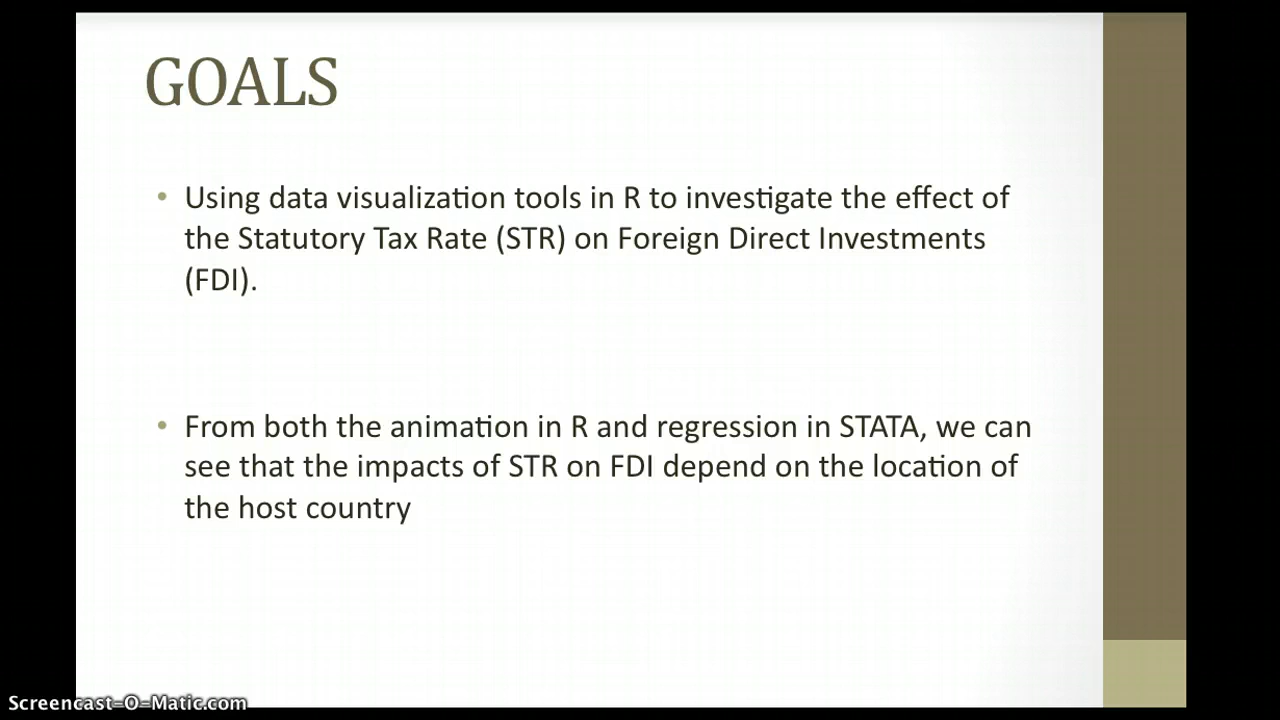 GOALS
• Using data visualization tools in R to investigate the effect of
the Statutory Tax Rate (STR) on Foreign Direct Investments
(FDI).
• From both the animation in R and regression in STATA, we can
see that the impacts of STR on FDI depend on the location of
the host country
Screencast-O-Matic.com